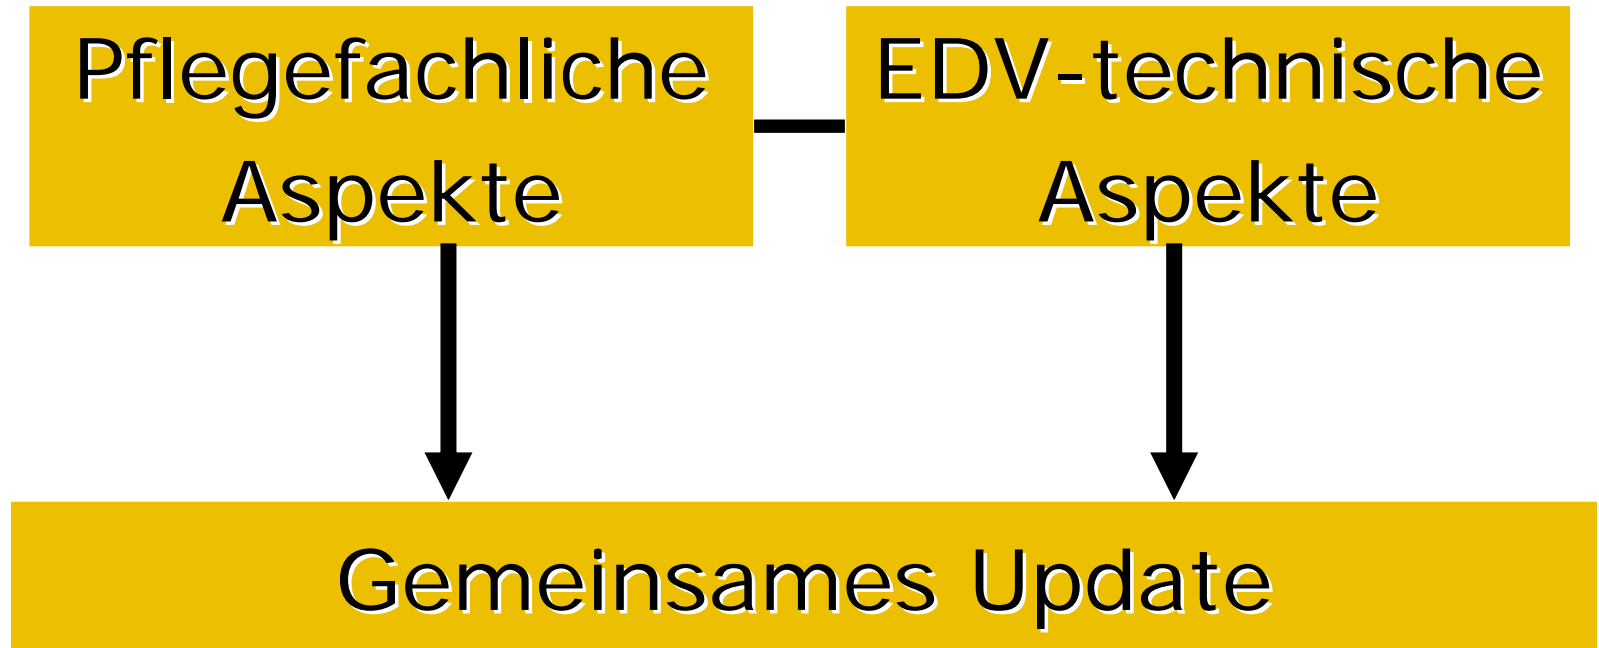 Pflegefachliche
Aspekte
EDV-technische
Aspekte
Gemeinsames Update